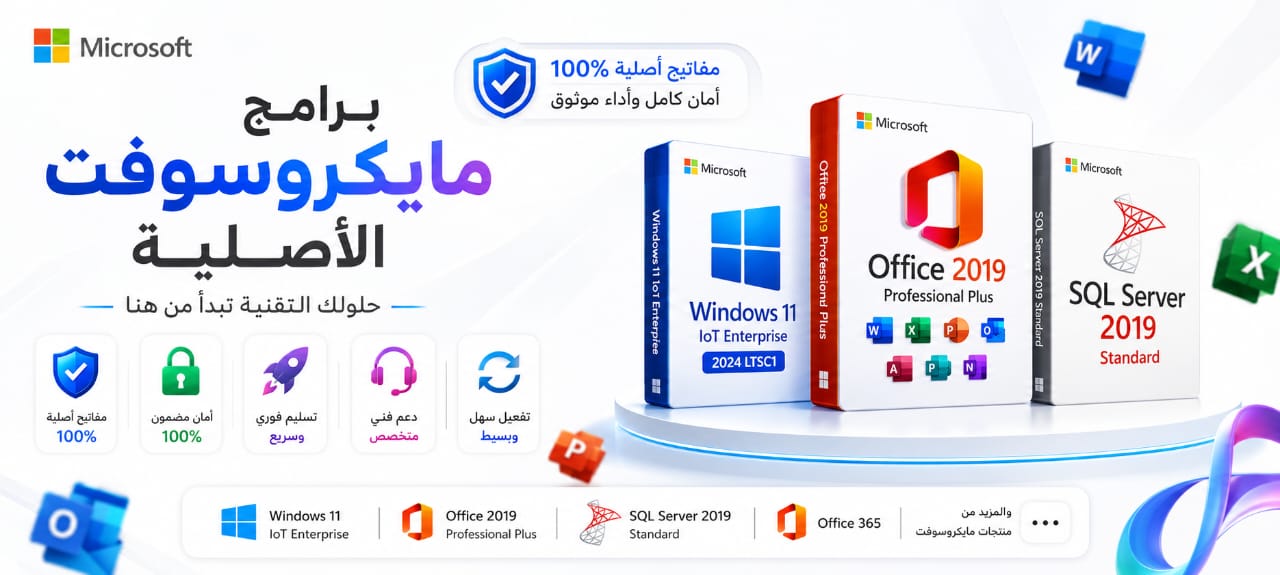 Microsoft
برامج
مايكروسوفت
الأصلية
حلولك التقنية تبدأ من هنا
مفاتيح أصلية 100%
أمان كامل وأداء موثوق
مفاتيح أصلية
100%
أمان مضمون
100%
تسليم فوري
وسريع
دعم فني
متخصص
تفعيل سهل
وبسيط
Microsoft
Windows 11
IoT Enterprise
2024 LTSC1
Windows 11 IoT Enterpree
Microsoft
Office 2019
Professional Plus
W
X
P
O
A
P
N
Offiee 2019 Professiond Plus
Microsoft
SQL Server
2019
Standard
SQL Server 2019 Standard
W
X
P
O
Windows 11
IoT Enterprise
Office 2019
Professional Plus
SQL Server 2019
Standard
Office 365
والمزيد من
منتجات مايكروسوفت